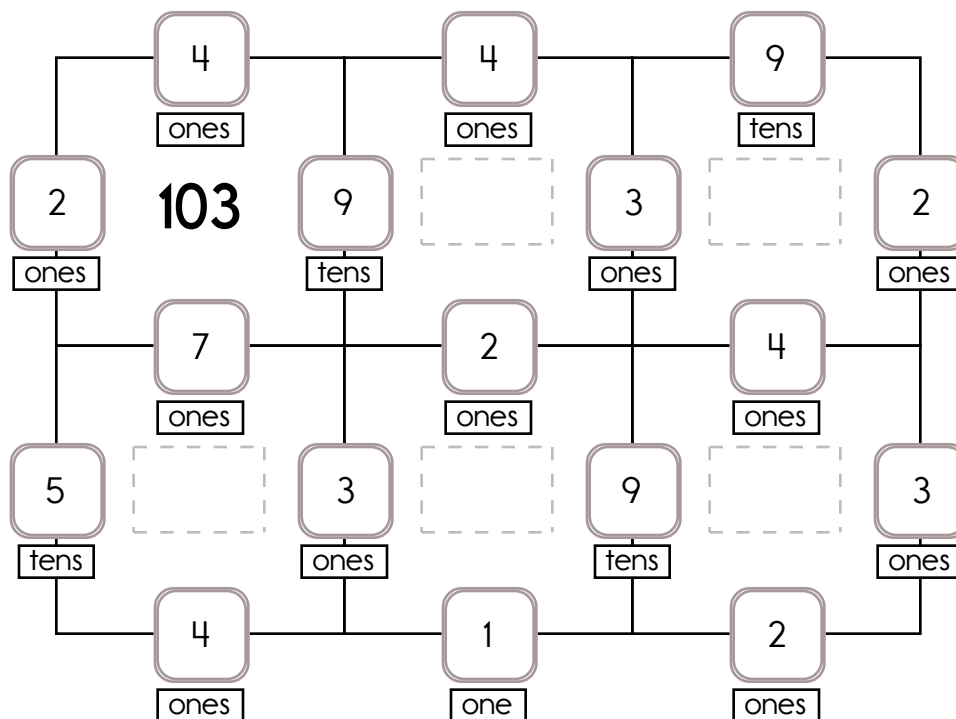 4 4 9
ones ones tens
2 103 9 3 2
ones tens ones ones
7 2 4
ones ones ones
5 3 9 3
tens ones tens ones
4 1 2
ones one ones